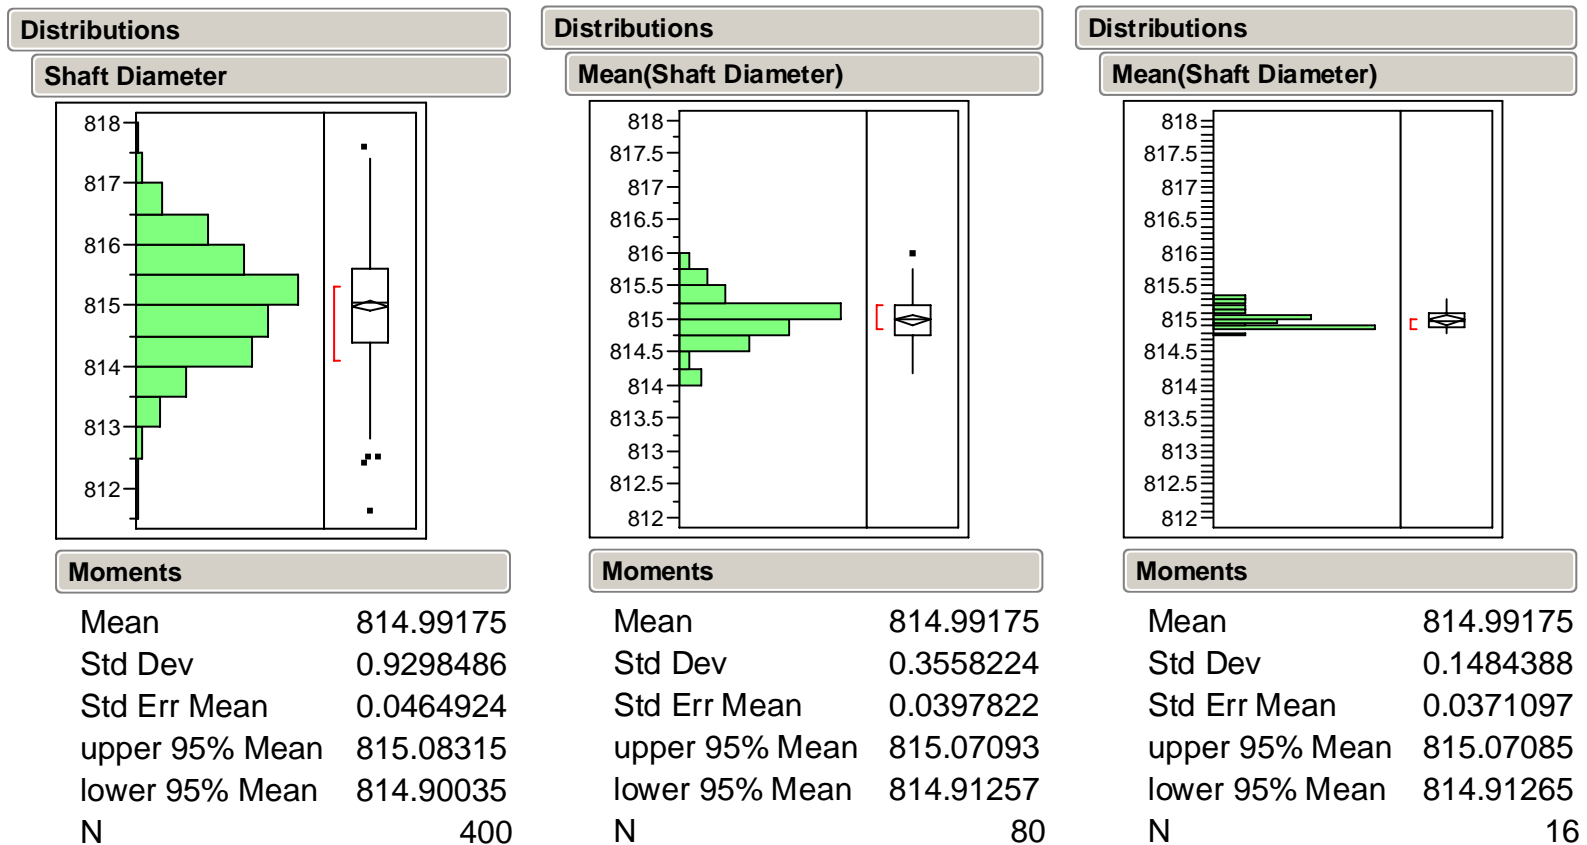 Distributions
Shaft Diameter
818
817
816
815
814
813
812
Moments
Mean 814.99175
Std Dev 0.9298486
Std Err Mean 0.0464924
upper 95% Mean 815.08315
lower 95% Mean 814.90035
N 400
Distributions
Mean(Shaft Diameter)
818
817.5
817
816.5
816
815.5
815
814.5
814
813.5
813
812.5
812
Moments
Mean 814.99175
Std Dev 0.3558224
Std Err Mean 0.0397822
upper 95% Mean 815.07093
lower 95% Mean 814.91257
N 80
Distributions
Mean(Shaft Diameter)
818
817.5
817
816.5
816
815.5
815
814.5
814
813.5
813
812.5
812
Moments
Mean 814.99175
Std Dev 0.1484388
Std Err Mean 0.0371097
upper 95% Mean 815.07085
lower 95% Mean 814.91265
N 16